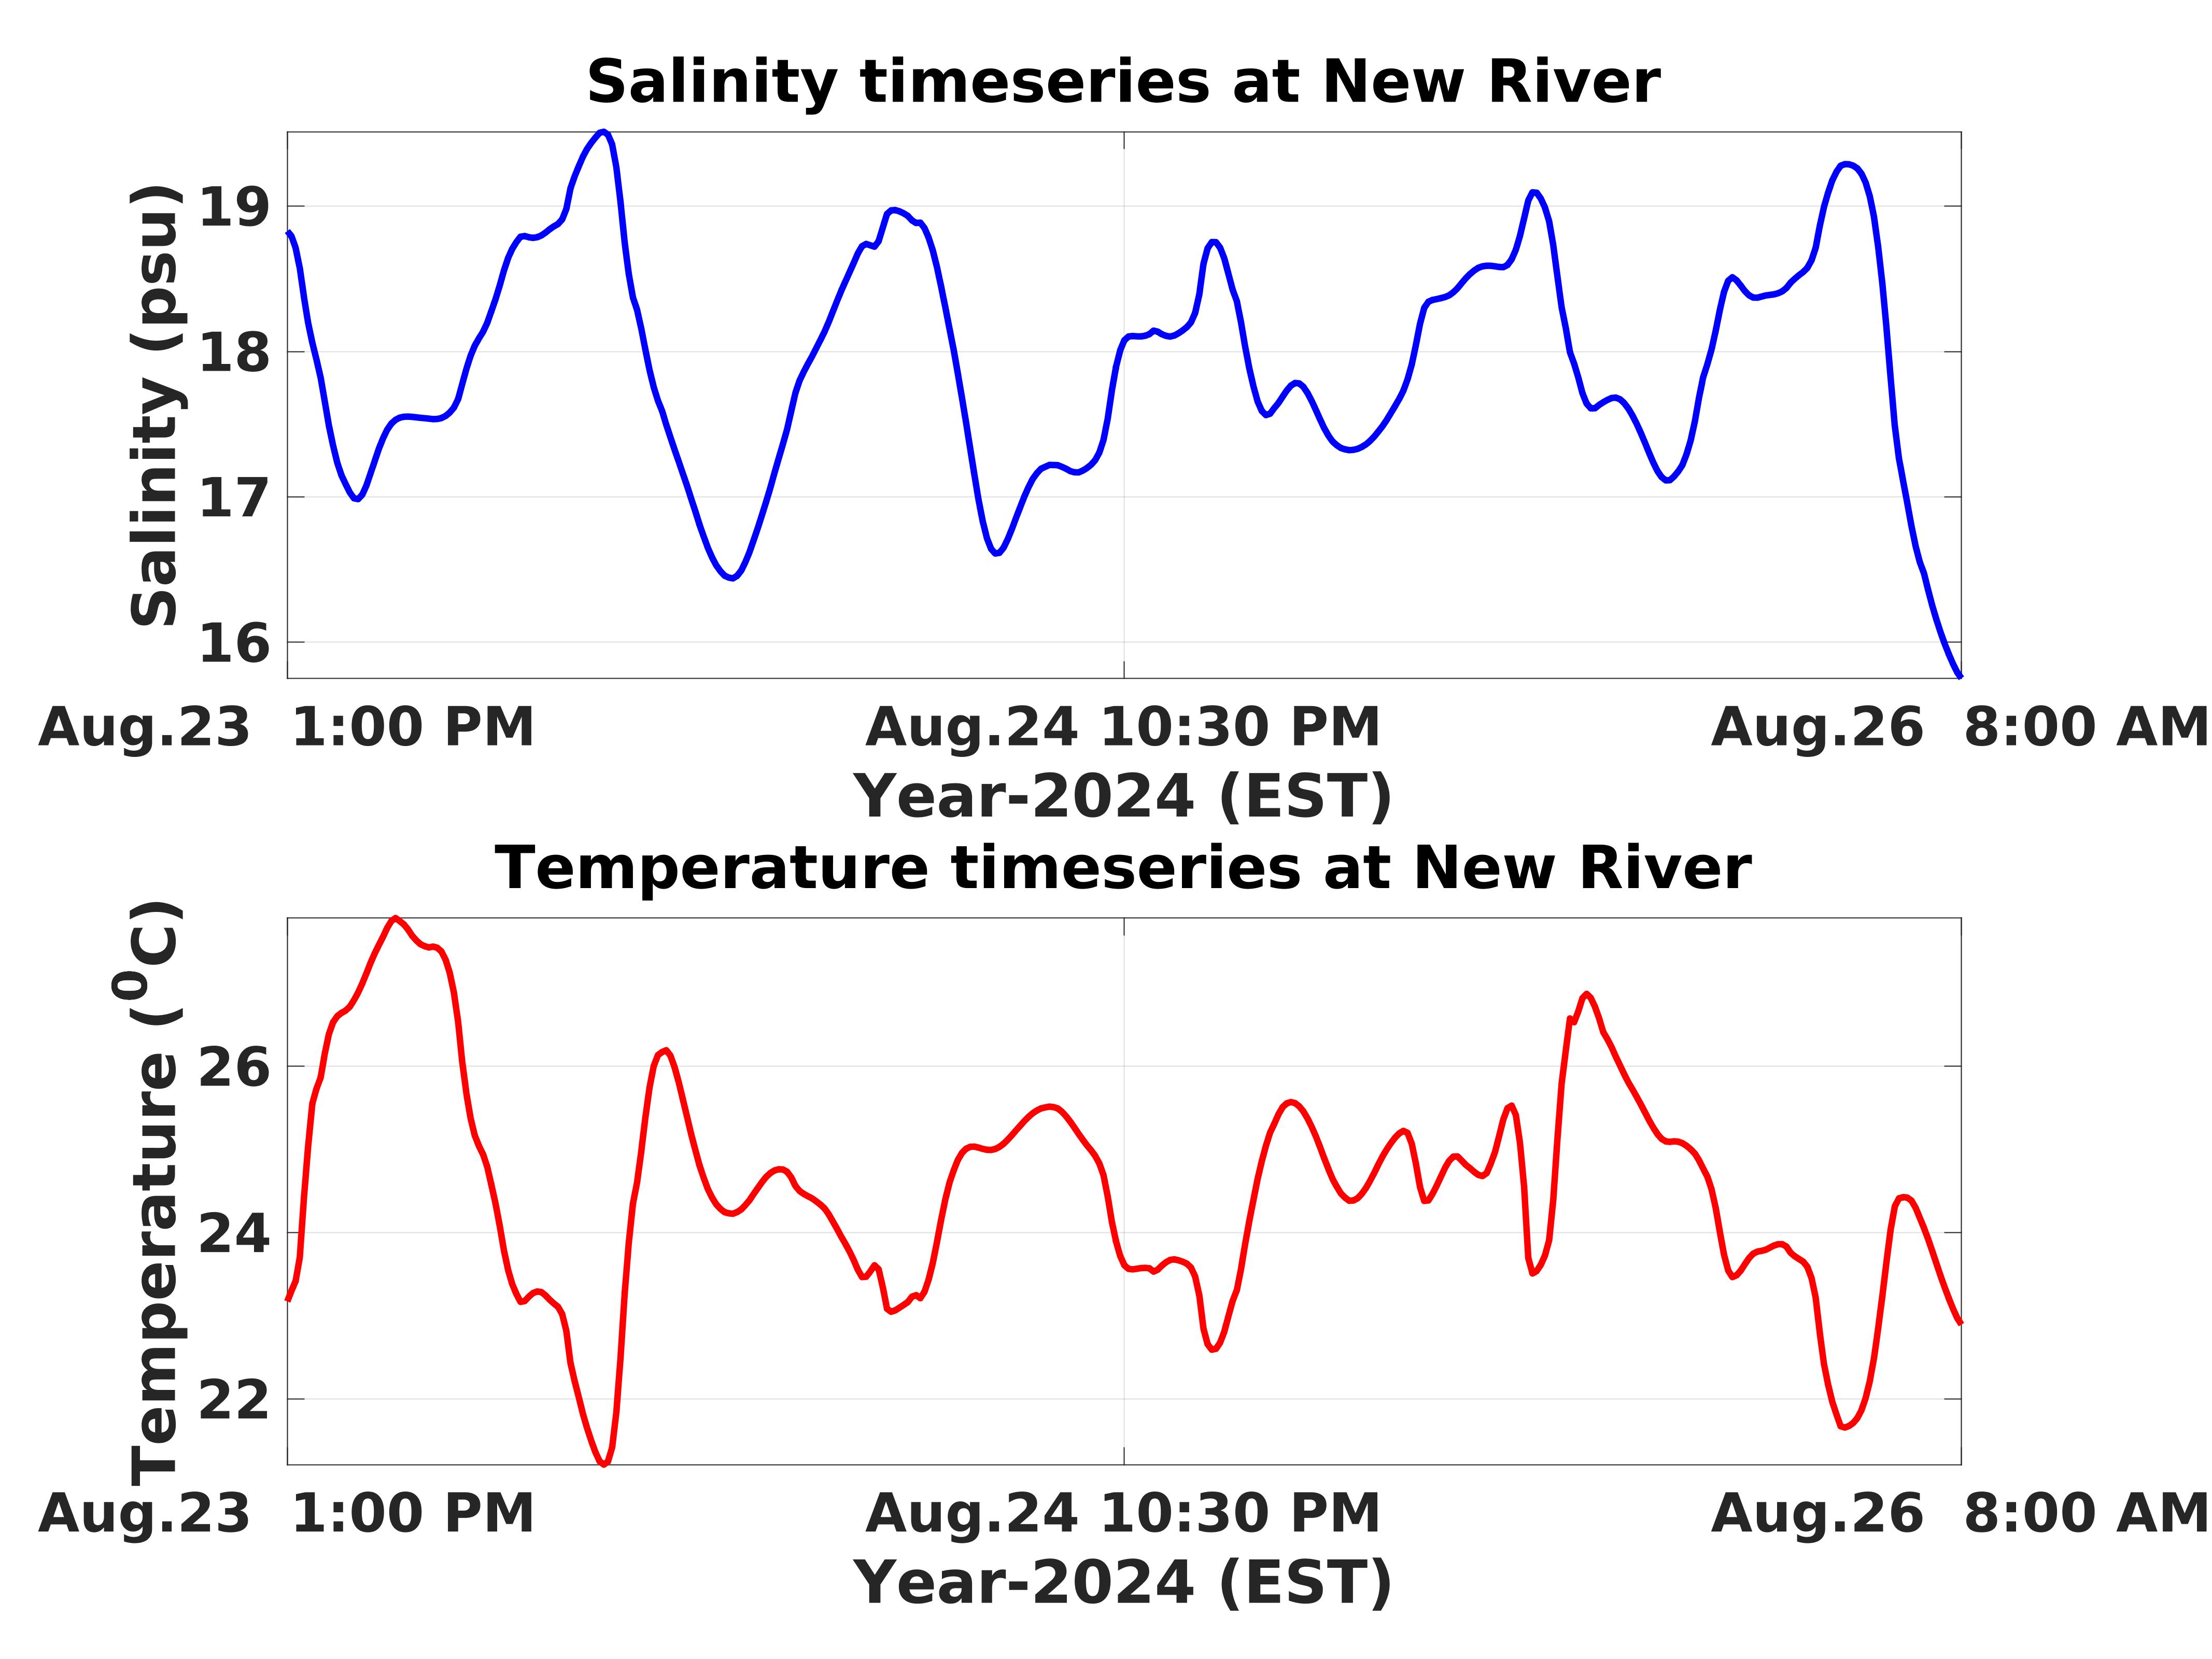 Salinity timeseries at New River
Salinity (psu)
19
18
17
16
Aug.23  1:00 PM
Aug.24 10:30 PM
Aug.26  8:00 AM
Year-2024 (EST)
Temperature timeseries at New River
Temperature (⁰C)
26
24
22
Aug.23  1:00 PM
Aug.24 10:30 PM
Aug.26  8:00 AM
Year-2024 (EST)